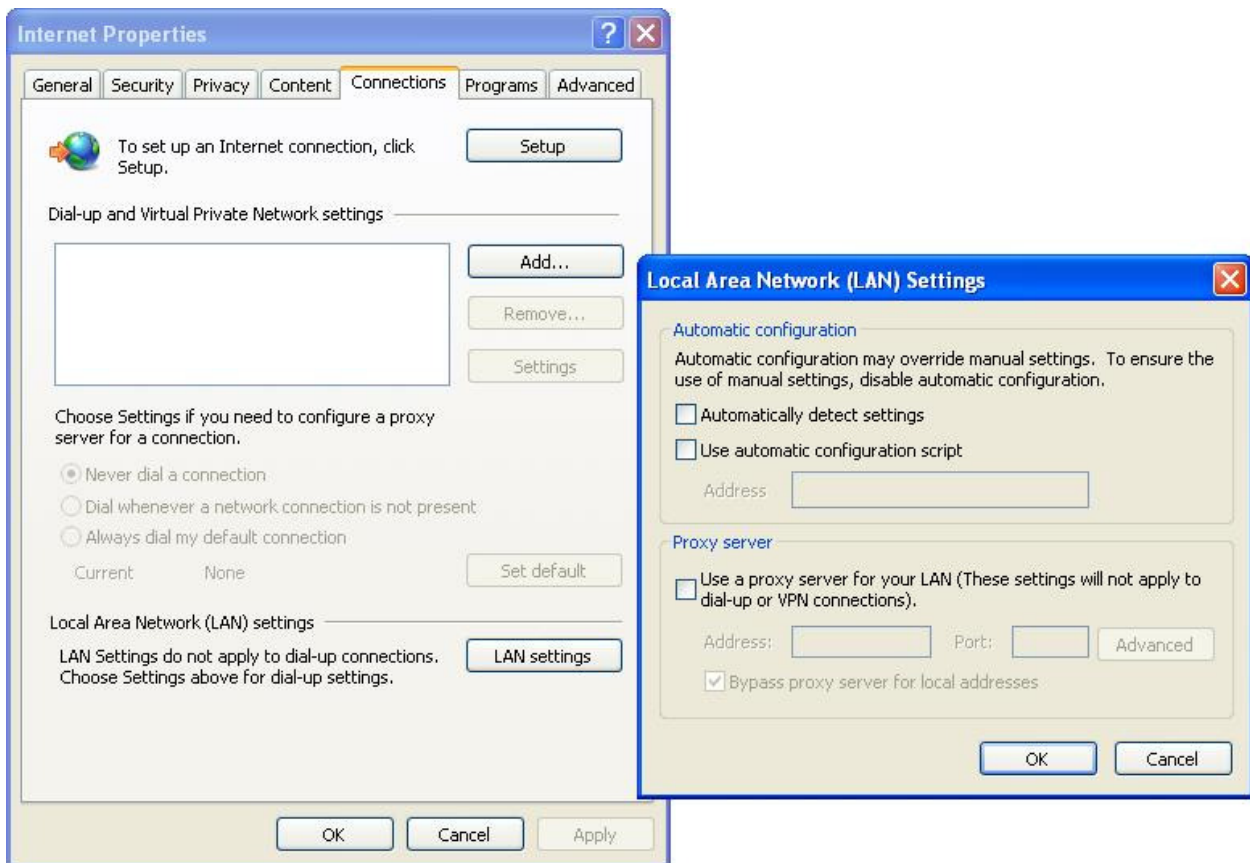 Internet Properties
?
General Security Privacy Content Connections Programs Advanced
To set up an Internet connection, click
Setup.
Setup
Dial-up and Virtual Private Network settings
Add...
Remove...
Settings
Choose Settings if you need to configure a proxy
server for a connection.
Never dial a connection
Dial whenever a network connection is not present
Always dial my default connection
Current None
Set default
Local Area Network (LAN) settings
LAN Settings do not apply to dial-up connections.
Choose Settings above for dial-up settings.
LAN settings
OK Cancel Apply
Local Area Network (LAN) Settings
Automatic configuration
Automatic configuration may override manual settings. To ensure the
use of manual settings, disable automatic configuration.
Automatically detect settings
Use automatic configuration script
Address
Proxy server
Use a proxy server for your LAN (These settings will not apply to
dial-up or VPN connections).
Address: Port: Advanced
Bypass proxy server for local addresses
OK Cancel